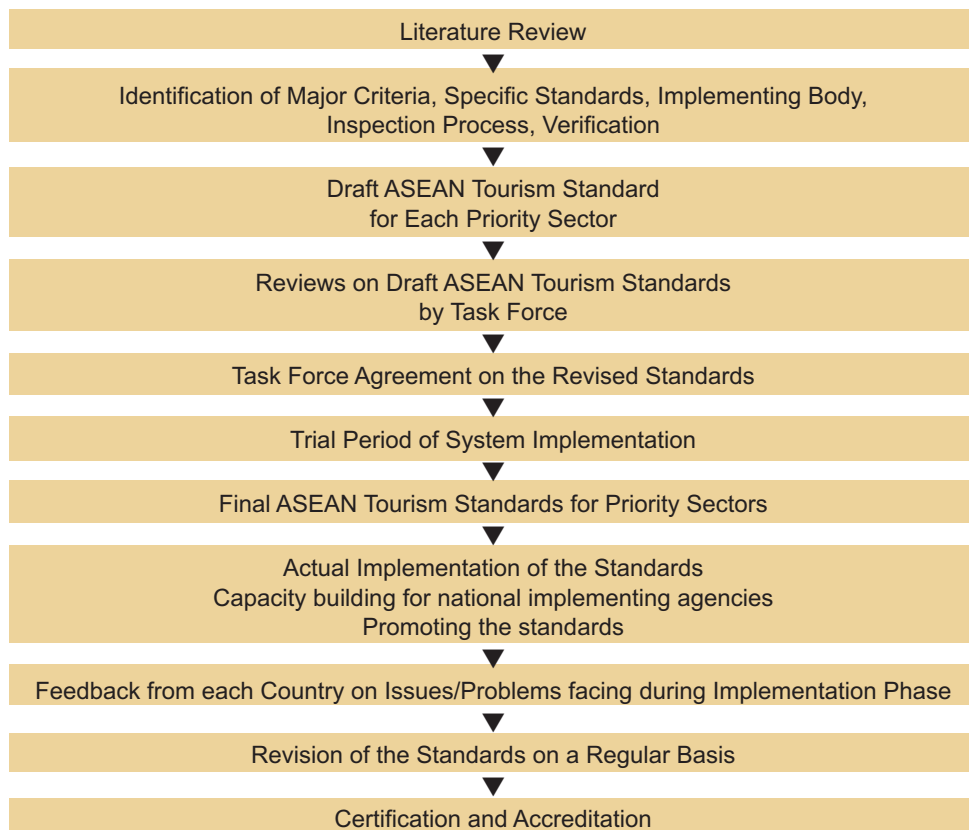 Literature Review
Identification of Major Criteria, Specific Standards, Implementing Body,
Inspection Process, Verification
Draft ASEAN Tourism Standard
for Each Priority Sector
Reviews on Draft ASEAN Tourism Standards
by Task Force
Task Force Agreement on the Revised Standards
Trial Period of System Implementation
Final ASEAN Tourism Standards for Priority Sectors
Actual Implementation of the Standards
Capacity building for national implementing agencies
Promoting the standards
Feedback from each Country on Issues/Problems facing during Implementation Phase
Revision of the Standards on a Regular Basis
Certification and Accreditation